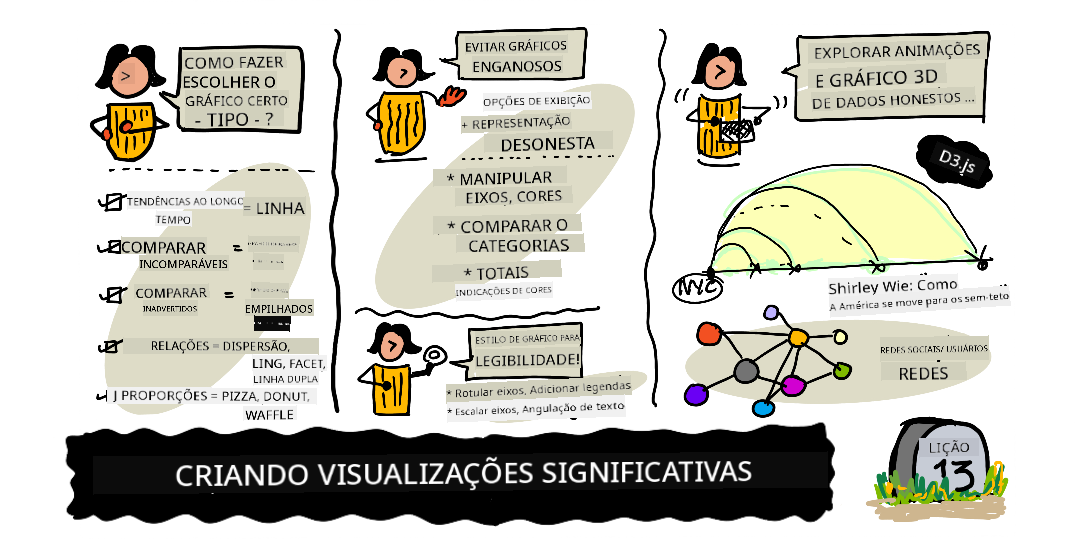 COMO FAZER
ESCOLHER O
GRÁFICO CERTO
- TIPO - ?
TENDÊNCIAS AO LONGO = LINHA
TEMPO
COMPARAR =
INCOMPARÁVEIS
COMPARAR =
INADVERTIDOS
EMPILHADOS
RELAÇÕES = DISPERSÃO,
LING, FACET,
LINHA DUPLA
J PROPORÇÕES = PIZZA, DONUT,
WAFFLE
EVITAR GRÁFICOS
ENGANOSOS
OPÇÕES DE EXIBIÇÃO
+ REPRESENTAÇÃO
DESONESTA
* MANIPULAR
EIXOS, CORES
* COMPARAR O
CATEGORIAS
* TOTAIS
INDICAÇÕES DE CORES
ESTILO DE GRÁFICO PARA
LEGIBILIDADE!
* Rotular eixos, Adicionar legendas
* Escalar eixos, Angulação de texto
EXPLORAR ANIMAÇÕES
E GRÁFICO 3D
DE DADOS HONESTOS ...
D3.js
NYC
Shirley Wie: Como
A América se move para os sem-teto
REDES SOCIAIS/ USUÁRIOS
REDES
CRIANDO VISUALIZAÇÕES SIGNIFICATIVAS
LIÇÃO
13